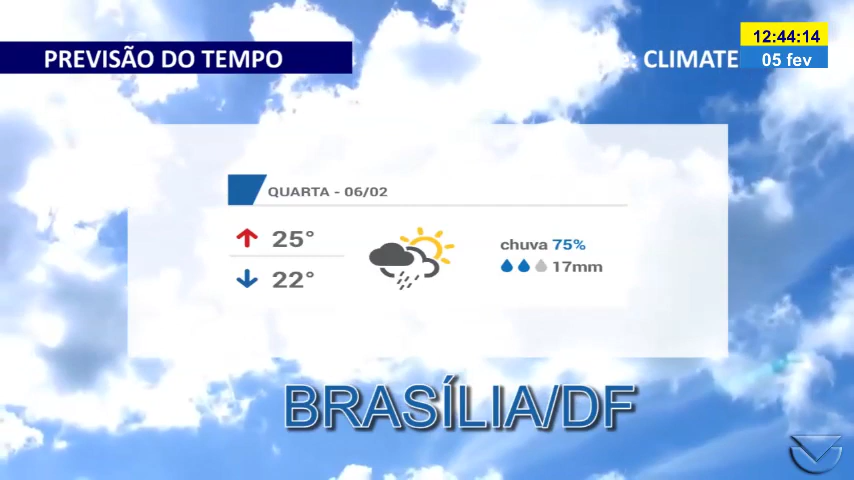 PREVISÃO DO TEMPO
: CLIMATE
12:44:14
05 fev
QUARTA - 06/02
25°
22°
chuva 75%
17mm
BRASÍLIA/DF